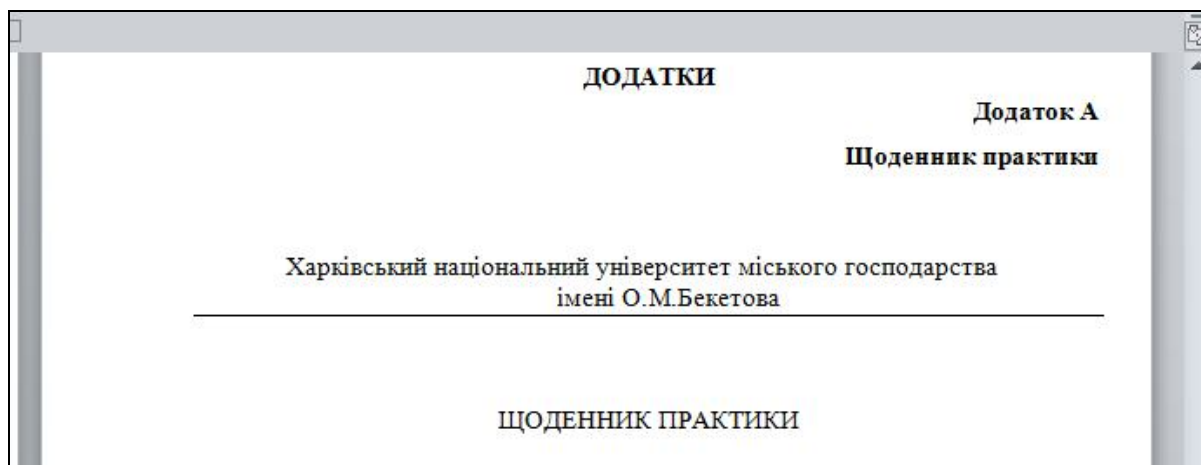 ДОДАТКИ
Додаток А
Щоденник практики
Харківський національний університет міського господарства
імені О.М.Бекетова
ЩОДЕННИК ПРАКТИКИ